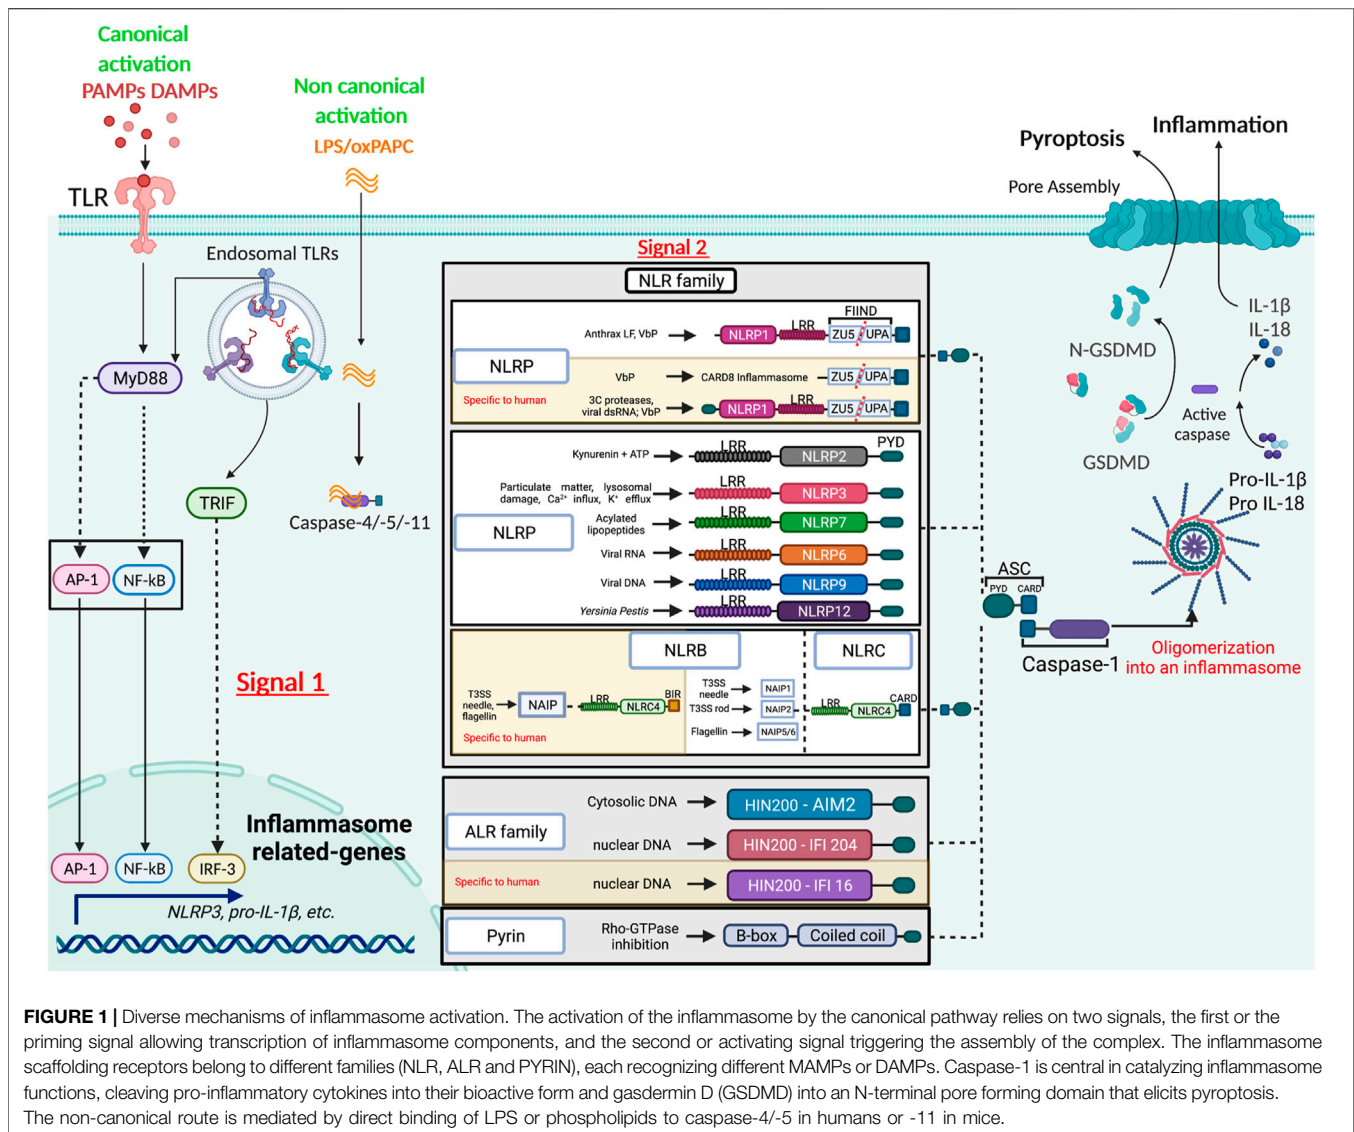 Canonical
activation
PAMPs DAMPs
Non canonical
activation
LPS/oxPAPC
TLR
Endosomal TLRs
MyD88
TRIF
Caspase-4/-5/-11
AP-1
NF-kB
Signal 1
Inflammasome
related-genes
AP-1
NF-kB
IRF-3
NLRP3, pro-IL-1β, etc.
Signal 2
NLR family
NLRP
Specific to human
Anthrax LF, VbP
NLRP1
LRR
FIIND
ZU5
UPA
VbP
CARD8 Inflammasome
ZU5
UPA
3C proteases,
viral dsRNA; VbP
NLRP1
LRR
ZU5
UPA
NLRP
Kynurenin + ATP
LRR
NLRP2
PYD
Particulate matter, lysosomal
damage, Ca²⁺ influx, K⁺ efflux
LRR
NLRP3
Acylated
lipopeptides
LRR
NLRP7
Viral RNA
LRR
NLRP6
Viral DNA
LRR
NLRP9
Yersinia Pestis
LRR
NLRP12
NLRB
NLRC
T3SS
needle,
flagellin
NAIP
LRR
NLRC4
BIR
Specific to human
T3SS
needle
NAIP1
T3SS rod
NAIP2
Flagellin
NAIP5/6
LRR
NLRC4
CARD
ALR family
Cytosolic DNA
HIN200 - AIM2
nuclear DNA
HIN200 - IFI 204
Specific to human
nuclear DNA
HIN200 - IFI 16
Pyrin
Rho-GTPase
inhibition
B-box
Coiled coil
Pyroptosis
Inflammation
Pore Assembly
N-GSDMD
GSDMD
IL-1β
IL-18
Active
caspase
Pro-IL-1β
Pro IL-18
ASC
PYD
CARD
Caspase-1
Oligomerization
into an inflammasome
FIGURE 1 | Diverse mechanisms of inflammasome activation. The activation of the inflammasome by the canonical pathway relies on two signals, the first or the
priming signal allowing transcription of inflammasome components, and the second or activating signal triggering the assembly of the complex. The inflammasome
scaffolding receptors belong to different families (NLR, ALR and PYRIN), each recognizing different MAMPs or DAMPs. Caspase-1 is central in catalyzing inflammasome
functions, cleaving pro-inflammatory cytokines into their bioactive form and gasdermin D (GSDMD) into an N-terminal pore forming domain that elicits pyroptosis.
The non-canonical route is mediated by direct binding of LPS or phospholipids to caspase-4/-5 in humans or -11 in mice.